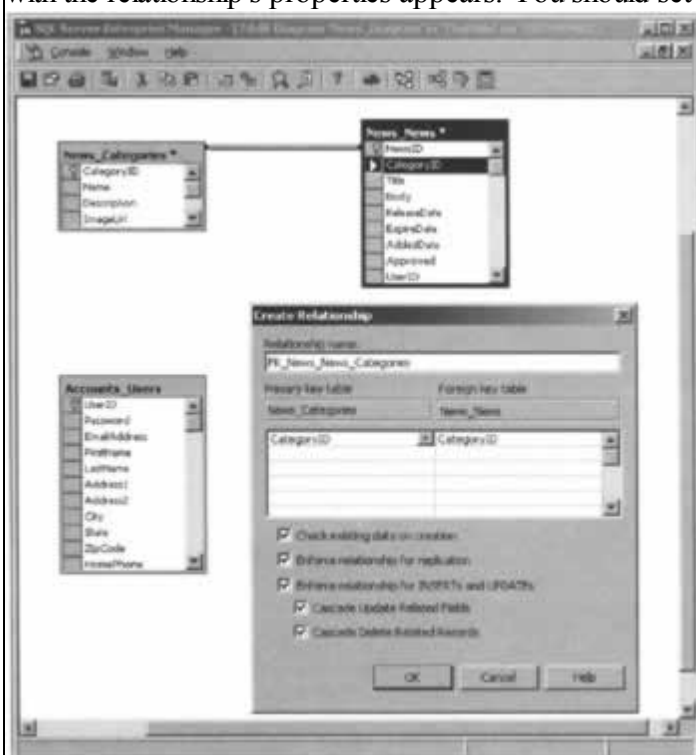 with the relationship's properties appears. You should set
SQL Server Enterprise Manager
Console Window Help
News_News *
NewsID
CategoryID
Title
Body
ReleaseDate
ExpireDate
AddedDate
Approved
UserID
News_Categories *
CategoryID
Name
Description
ImageUrl
Create Relationship
Relationship name:
FK_News_News_Categories
Primary key table Foreign key table
News_Categories News_News
CategoryID CategoryID
Check existing data on creation
Enforce relationship for replication
Enforce relationship for INSERTs and UPDATEs
Cascade Update Related Fields
Cascade Delete Related Records
OK Cancel Help
Accounts_Users
UserID
Password
EmailAddress
FirstName
LastName
Address1
Address2
City
State
ZipCode
HomePhone